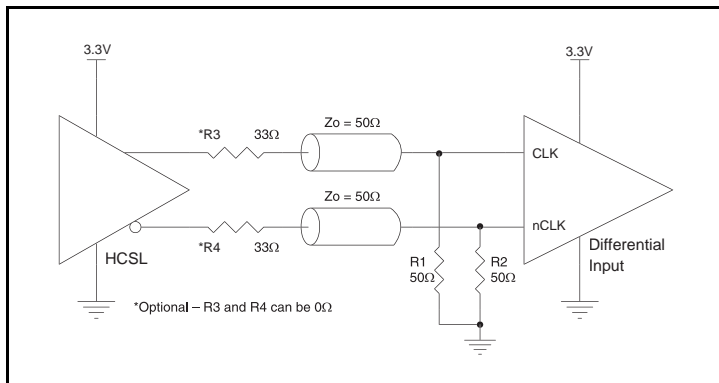 3.3V
3.3V
*R3 33Ω
Zo = 50Ω
CLK
Zo = 50Ω
nCLK
*R4 33Ω
HCSL
R1
50Ω
R2
50Ω
Differential
Input
*Optional – R3 and R4 can be 0Ω